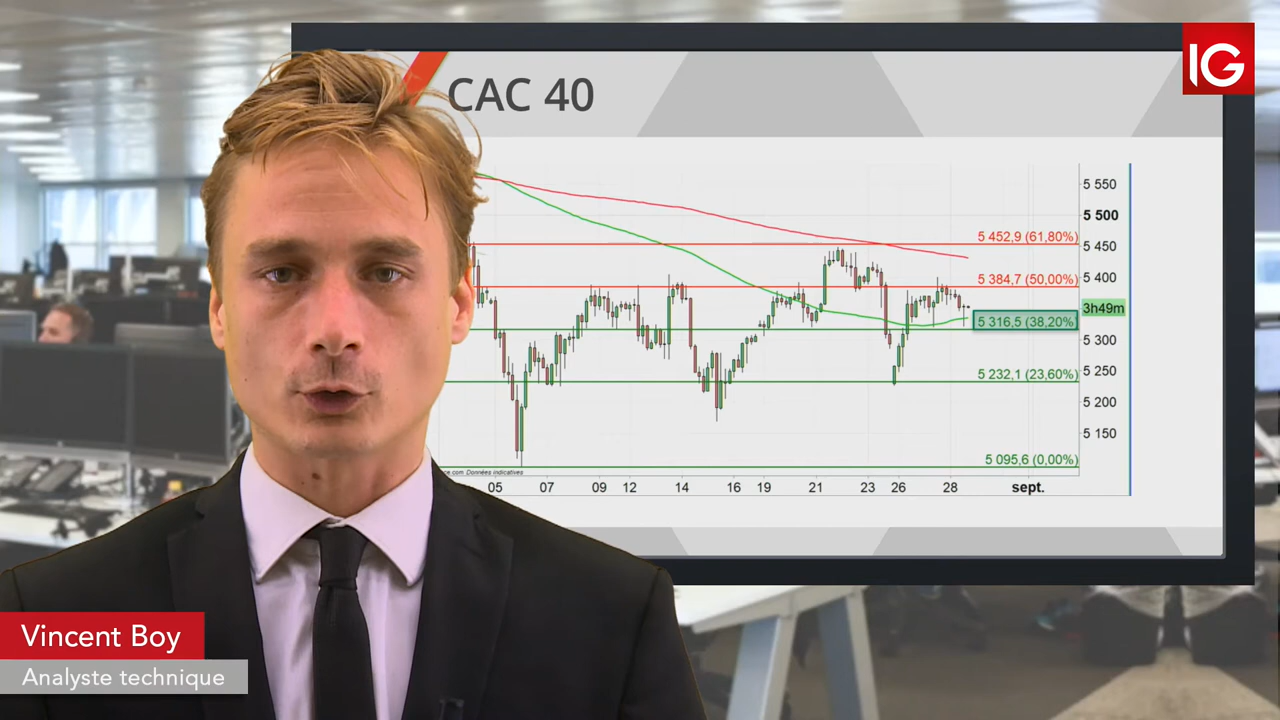 IG
CAC 40
5 550
5 500
5 452,9 (61,80%)
5 450
5 384,7 (50,00%)
5 400
3h49m
5 316,5 (38,20%)
5 300
5 250
5 232,1 (23,60%)
5 200
5 150
5 095,6 (0,00%)
com Données indicatives
05 07 09 12 14 16 19 21 23 26 28 sept.
Vincent Boy
Analyste technique